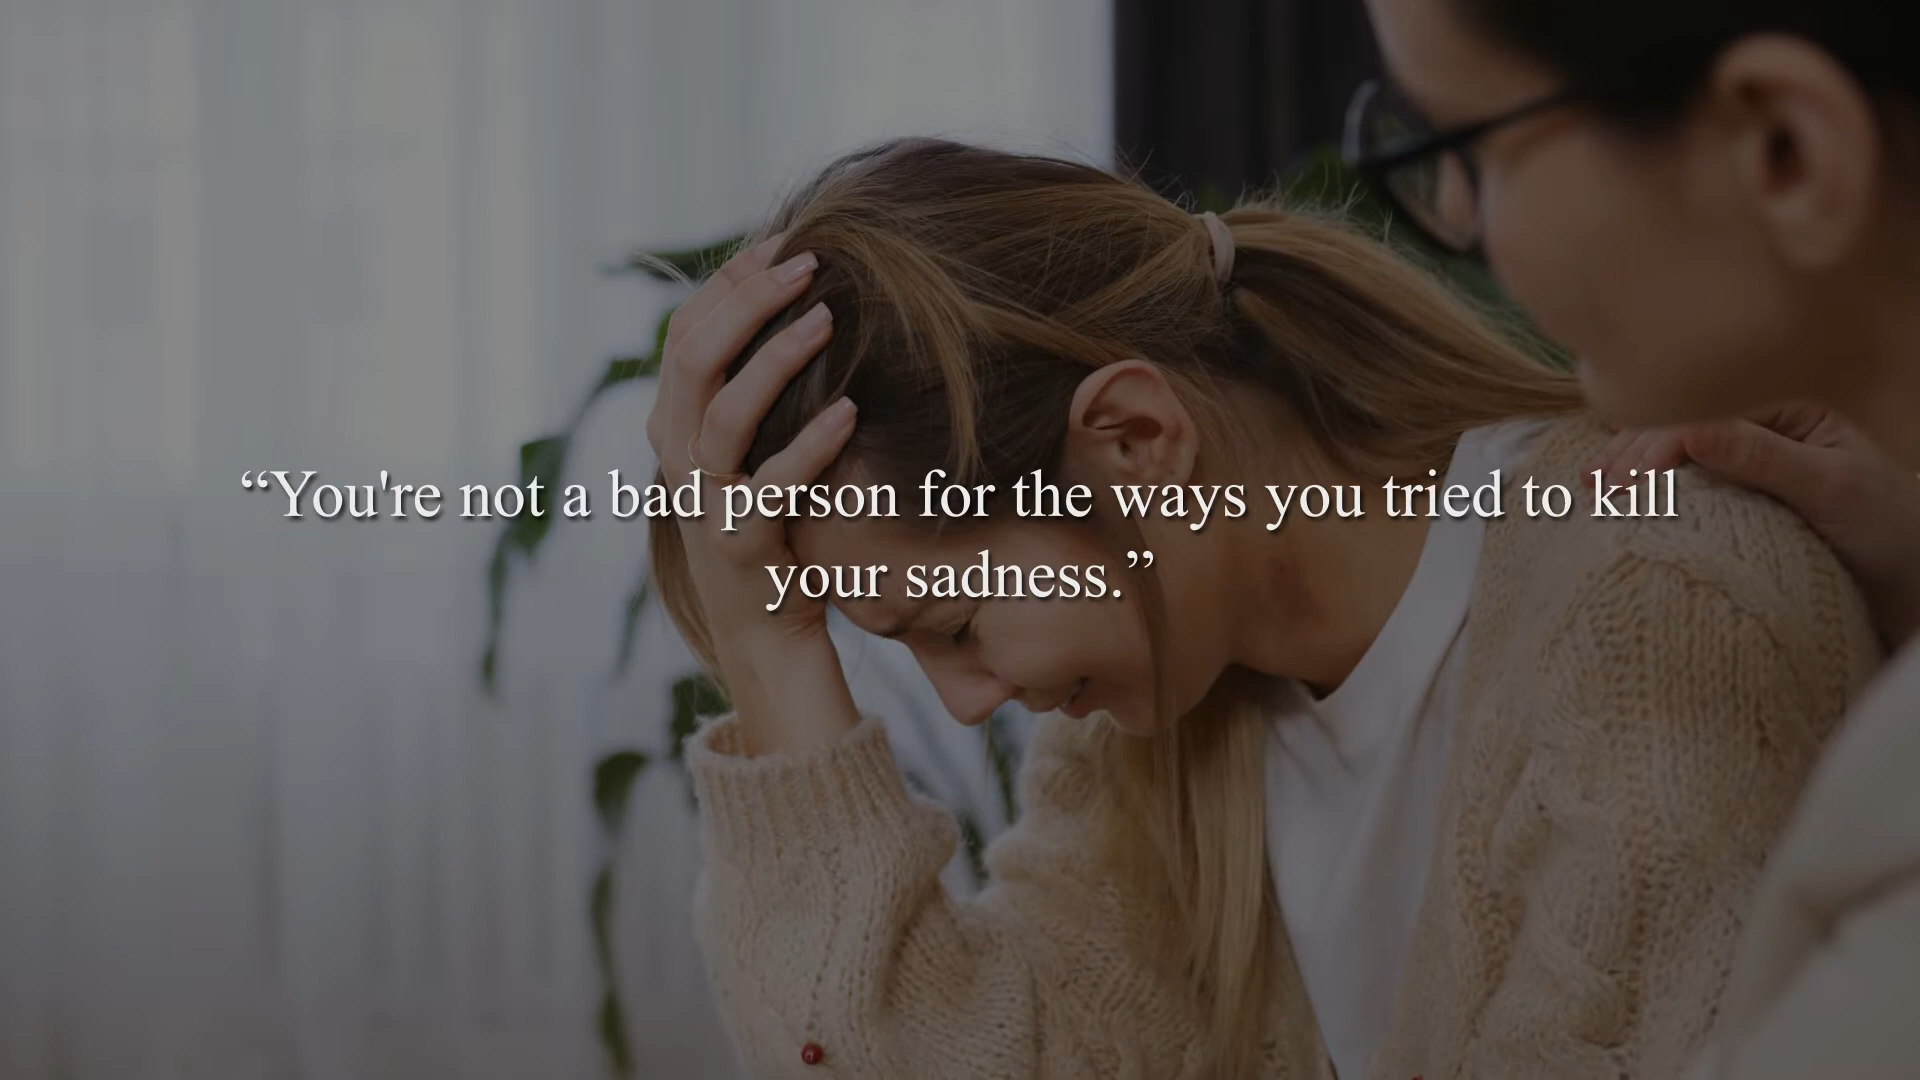 “You're not a bad person for the ways you tried to kill
your sadness.”